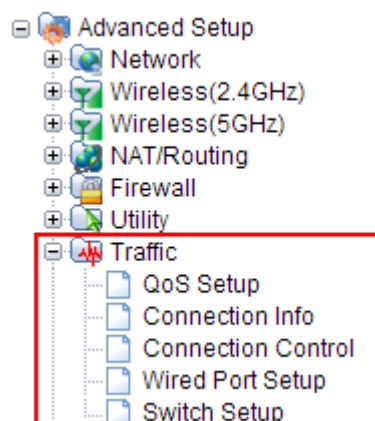 Advanced Setup
Network
Wireless(2.4GHz)
Wireless(5GHz)
NAT/Routing
Firewall
Utility
Traffic
QoS Setup
Connection Info
Connection Control
Wired Port Setup
Switch Setup